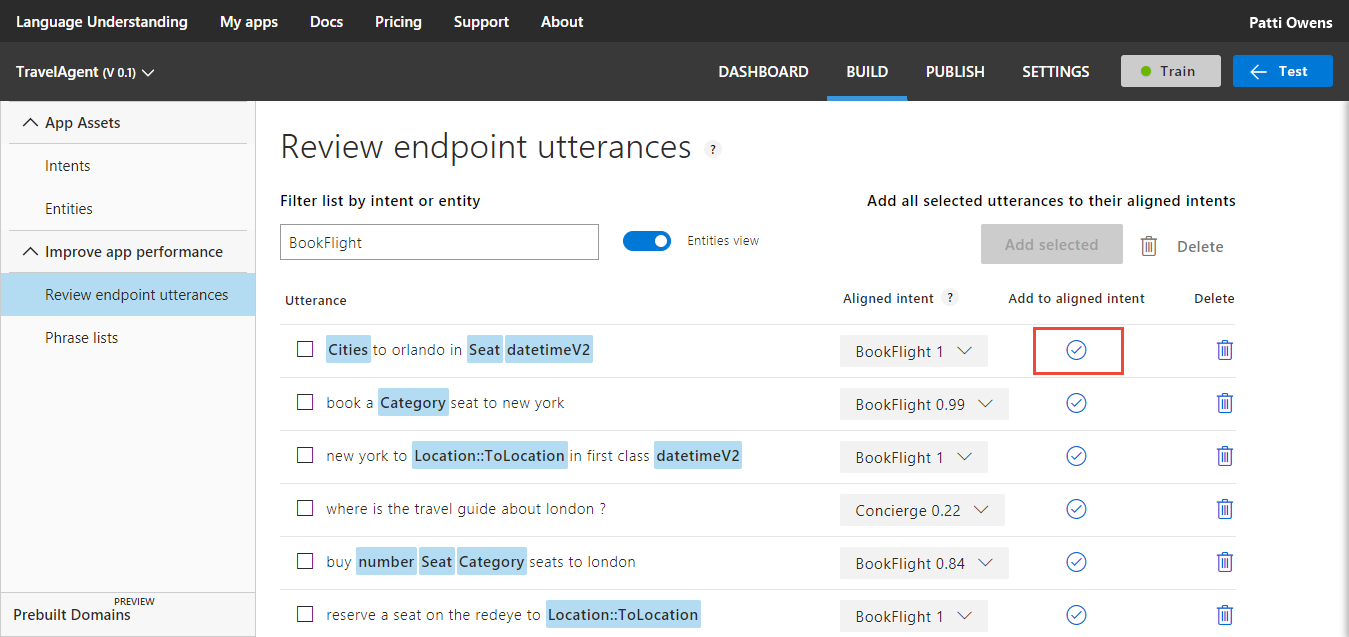 Language Understanding My apps Docs Pricing Support About Patti Owens
TravelAgent (V 0.1) DASHBOARD BUILD PUBLISH SETTINGS Train Test
App Assets
Intents
Entities
Improve app performance
Review endpoint utterances
Phrase lists
PREVIEW
Prebuilt Domains
Review endpoint utterances ?
Filter list by intent or entity Add all selected utterances to their aligned intents
BookFlight Entities view Add selected Delete
Utterance Aligned intent ? Add to aligned intent Delete
Cities to orlando in Seat datetimeV2 BookFlight 1
book a Category seat to new york BookFlight 0.99
new york to Location::ToLocation in first class datetimeV2 BookFlight 1
where is the travel guide about london ? Concierge 0.22
buy number Seat Category seats to london BookFlight 0.84
reserve a seat on the redeye to Location::ToLocation BookFlight 1